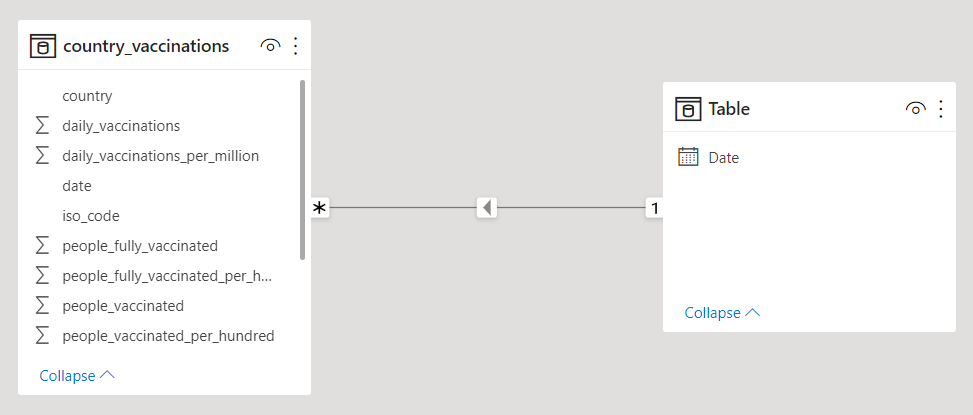 country_vaccinations
country
daily_vaccinations
daily_vaccinations_per_million
date
iso_code
people_fully_vaccinated
people_fully_vaccinated_per_h...
people_vaccinated
people_vaccinated_per_hundred
Collapse
*
1
Table
Date
Collapse